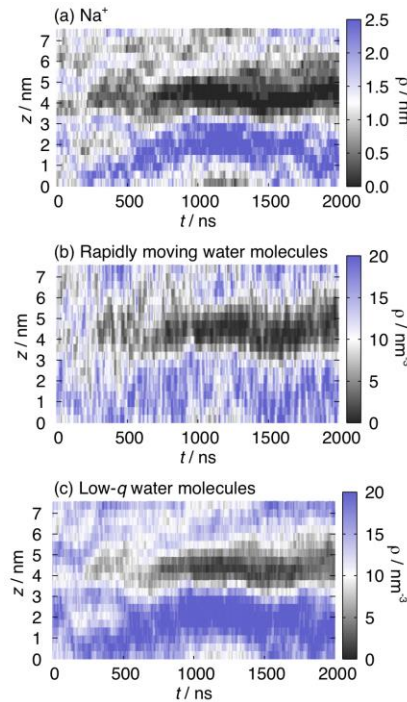 (a) Na⁺
z / nm
7
6
5
4
3
2
1
0
0 500 1000 1500 2000
t / ns
2.5
2.0
1.5
1.0
0.5
0.0
ρ / nm⁻³
(b) Rapidly moving water molecules
z / nm
7
6
5
4
3
2
1
0
0 500 1000 1500 2000
t / ns
20
15
10
5
0
ρ / nm⁻³
(c) Low-q water molecules
z / nm
7
6
5
4
3
2
1
0
0 500 1000 1500 2000
t / ns
20
15
10
5
0
ρ / nm⁻³